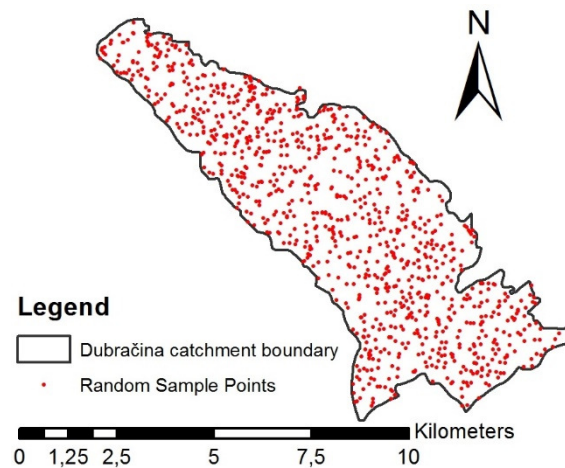 N
Legend
Dubračina catchment boundary
Random Sample Points
Kilometers
0 1,25 2,5 5 7,5 10